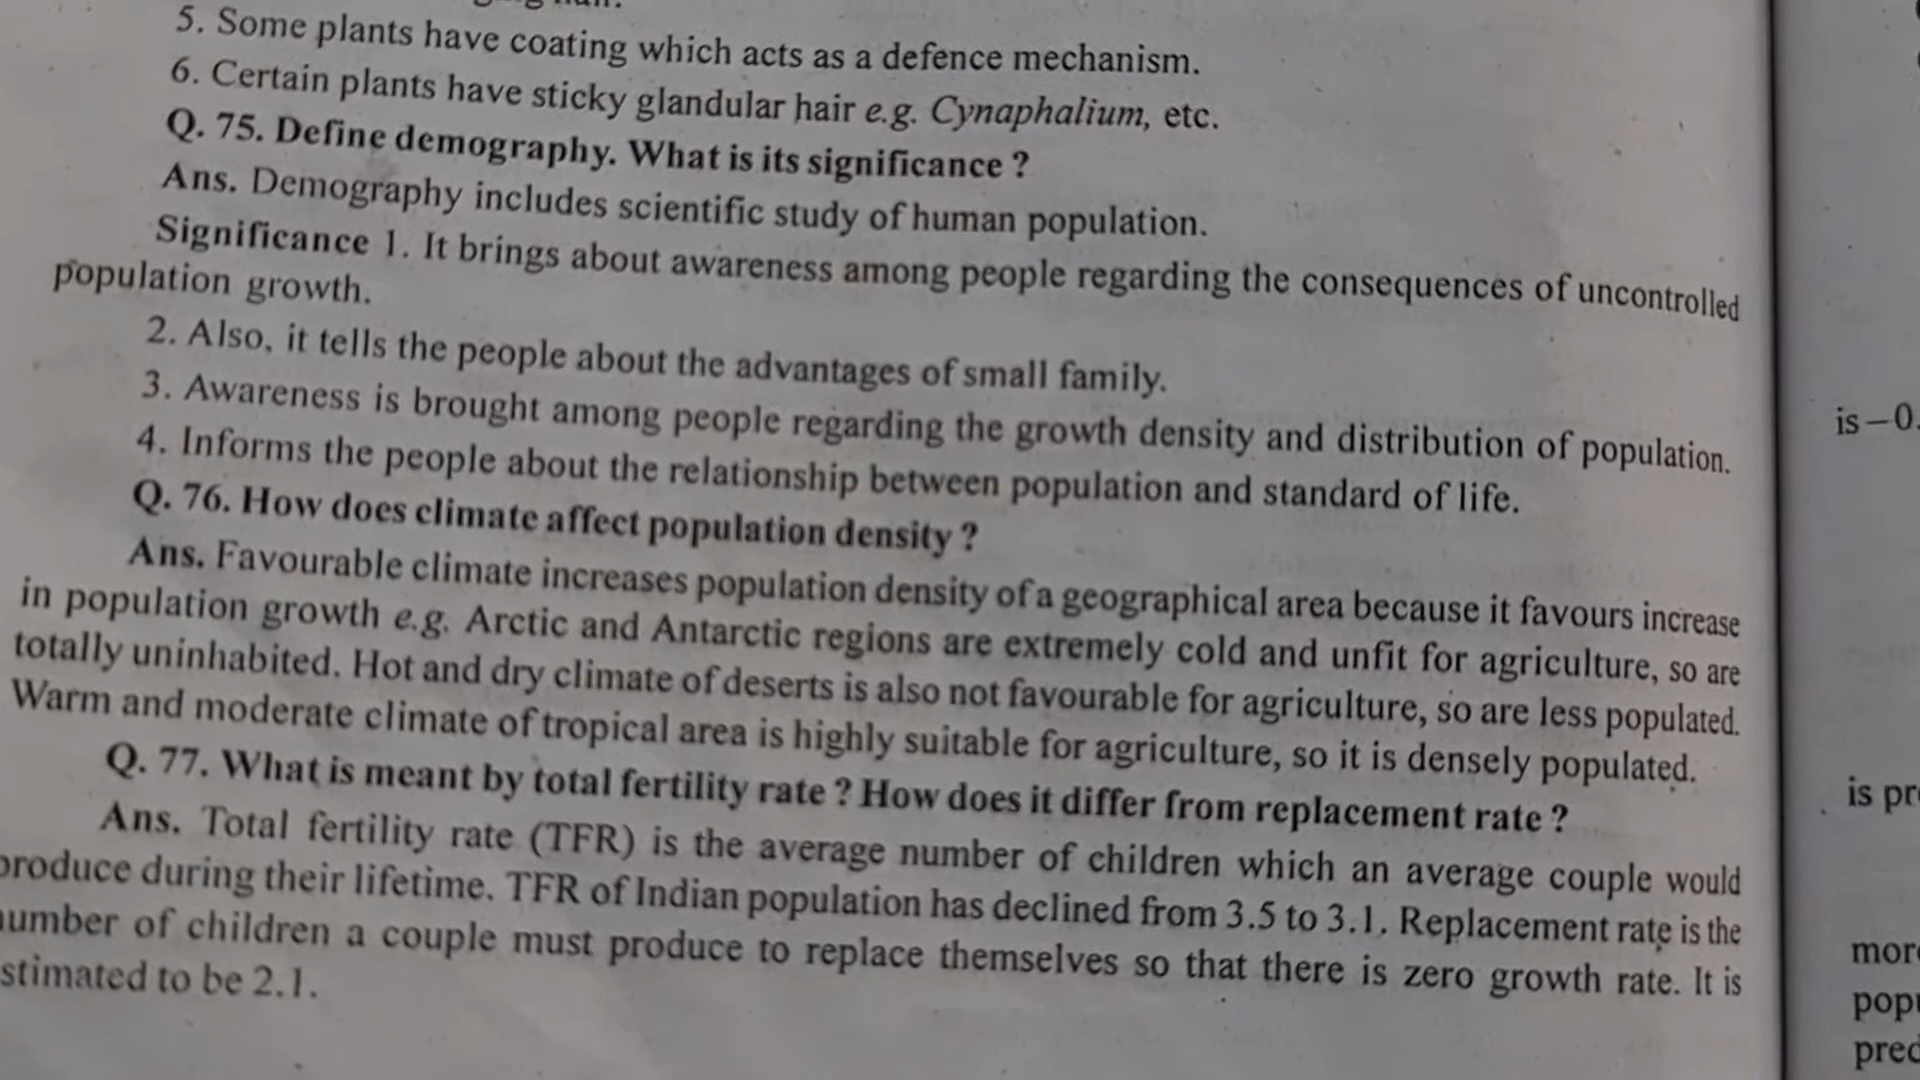 5. Some plants have coating which acts as a defence mechanism.
6. Certain plants have sticky glandular hair e.g. Cynaphalium, etc.
Q. 75. Define demography. What is its significance ?
Ans. Demography includes scientific study of human population.
Significance 1. It brings about awareness among people regarding the consequences of uncontrolled
population growth.
2. Also, it tells the people about the advantages of small family.
3. Awareness is brought among people regarding the growth density and distribution of population.
4. Informs the people about the relationship between population and standard of life.
Q. 76. How does climate affect population density ?
Ans. Favourable climate increases population density of a geographical area because it favours increase
in population growth e.g. Arctic and Antarctic regions are extremely cold and unfit for agriculture, so are
totally uninhabited. Hot and dry climate of deserts is also not favourable for agriculture, so are less populated.
Warm and moderate climate of tropical area is highly suitable for agriculture, so it is densely populated.
Q. 77. What is meant by total fertility rate ? How does it differ from replacement rate ?
Ans. Total fertility rate (TFR) is the average number of children which an average couple would
produce during their lifetime. TFR of Indian population has declined from 3.5 to 3.1. Replacement rate is the
number of children a couple must produce to replace themselves so that there is zero growth rate. It is
stimated to be 2.1.
is –0.
is pr
more
popu
pred